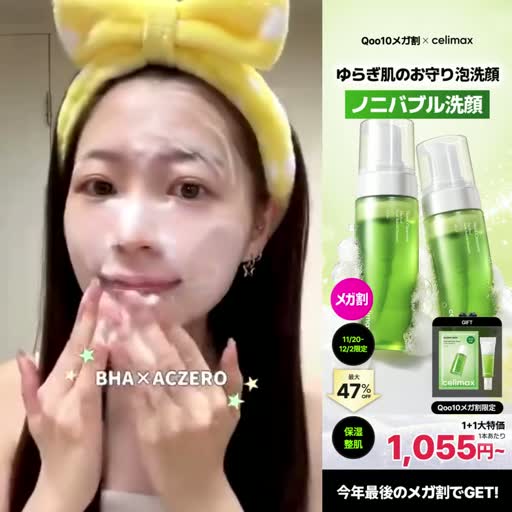 BHA×ACZERO
Qoo10メガ割 × celimax
ゆらぎ肌のお守り泡洗顔
ノニバブル洗顔
メガ割
11/20-
12/2限定
最大
47%
OFF
保湿
整肌
GIFT
celimax
Qoo10メガ割限定
1+1大特価
1本あたり
1,055円~
今年最後のメガ割でGET!